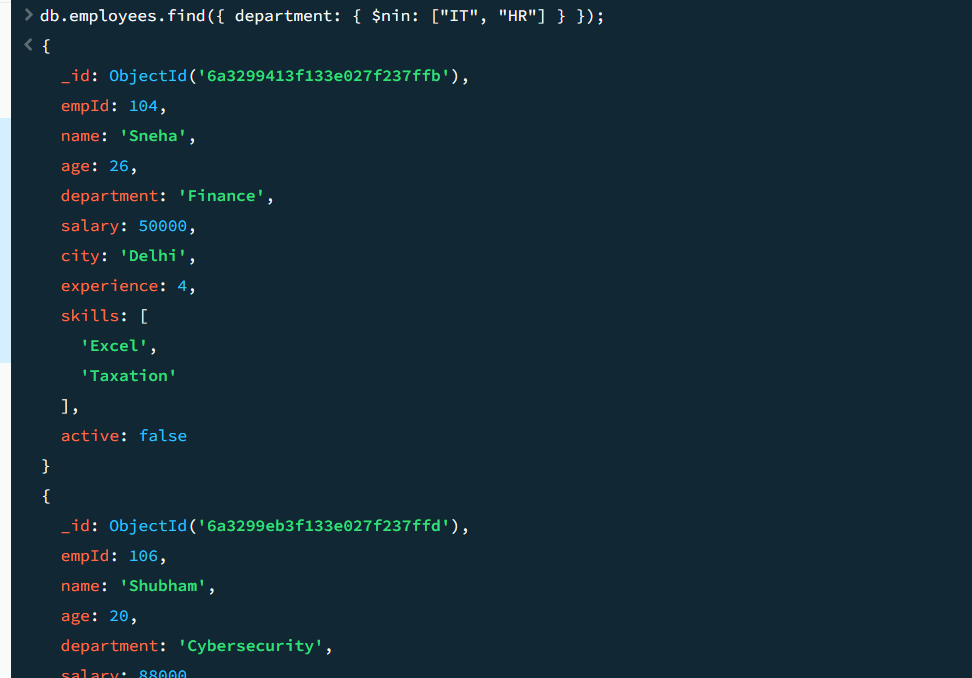 > db.employees.find({ department: { $nin: ["IT", "HR"] } });
< {
_id: ObjectId('6a3299413f133e027f237ffb'),
empId: 104,
name: 'Sneha',
age: 26,
department: 'Finance',
salary: 50000,
city: 'Delhi',
experience: 4,
skills: [
'Excel',
'Taxation'
],
active: false
}
{
_id: ObjectId('6a3299eb3f133e027f237ffd'),
empId: 106,
name: 'Shubham',
age: 20,
department: 'Cybersecurity',
salary: 88000